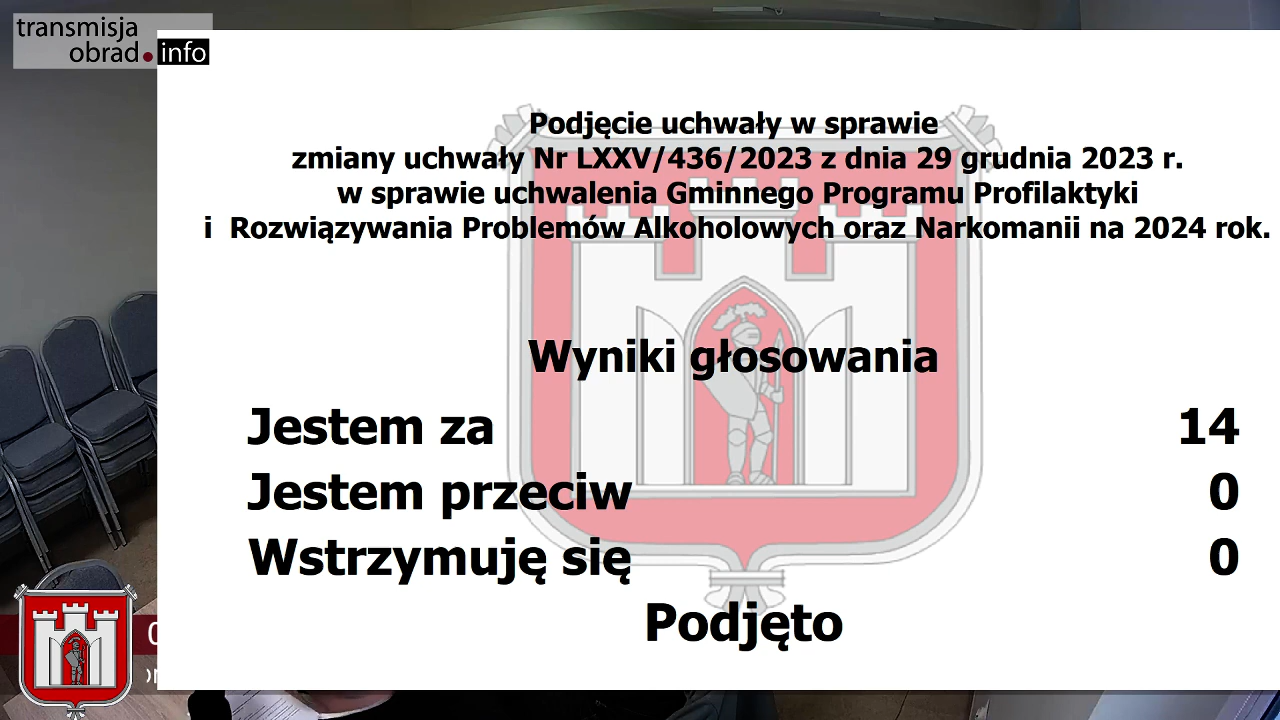 transmisja
obrad.info
Podjęcie uchwały w sprawie
zmiany uchwały Nr LXXV/436/2023 z dnia 29 grudnia 2023 r.
w sprawie uchwalenia Gminnego Programu Profilaktyki
i Rozwiązywania Problemów Alkoholowych oraz Narkomanii na 2024 rok.
Wyniki głosowania
Jestem za 14
Jestem przeciw 0
Wstrzymuję się 0
Podjęto